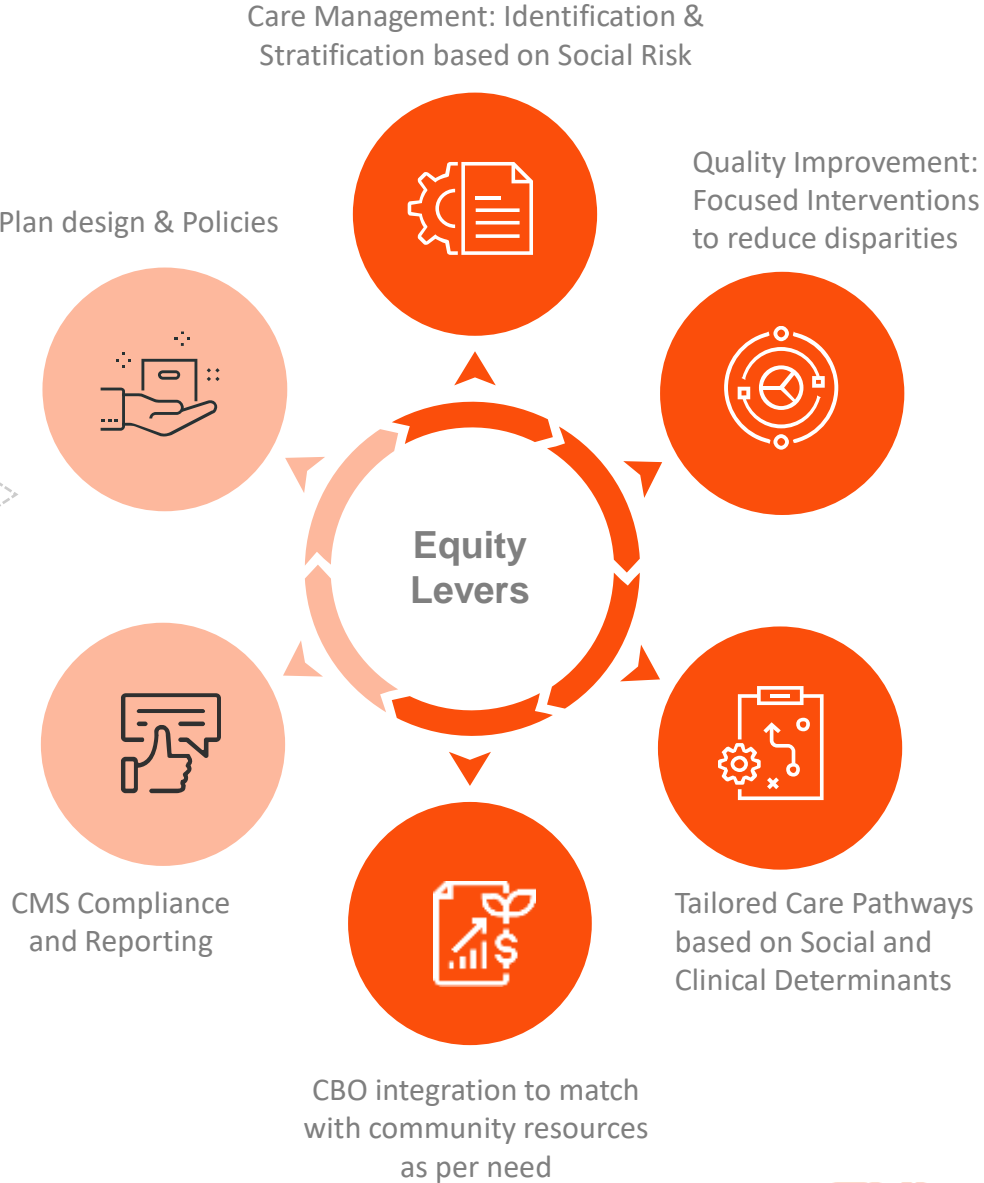 Care Management: Identification &
Stratification based on Social Risk
Quality Improvement:
Focused Interventions
to reduce disparities
Plan design & Policies
Equity
Levers
CMS Compliance
and Reporting
Tailored Care Pathways
based on Social and
Clinical Determinants
CBO integration to match
with community resources
as per need